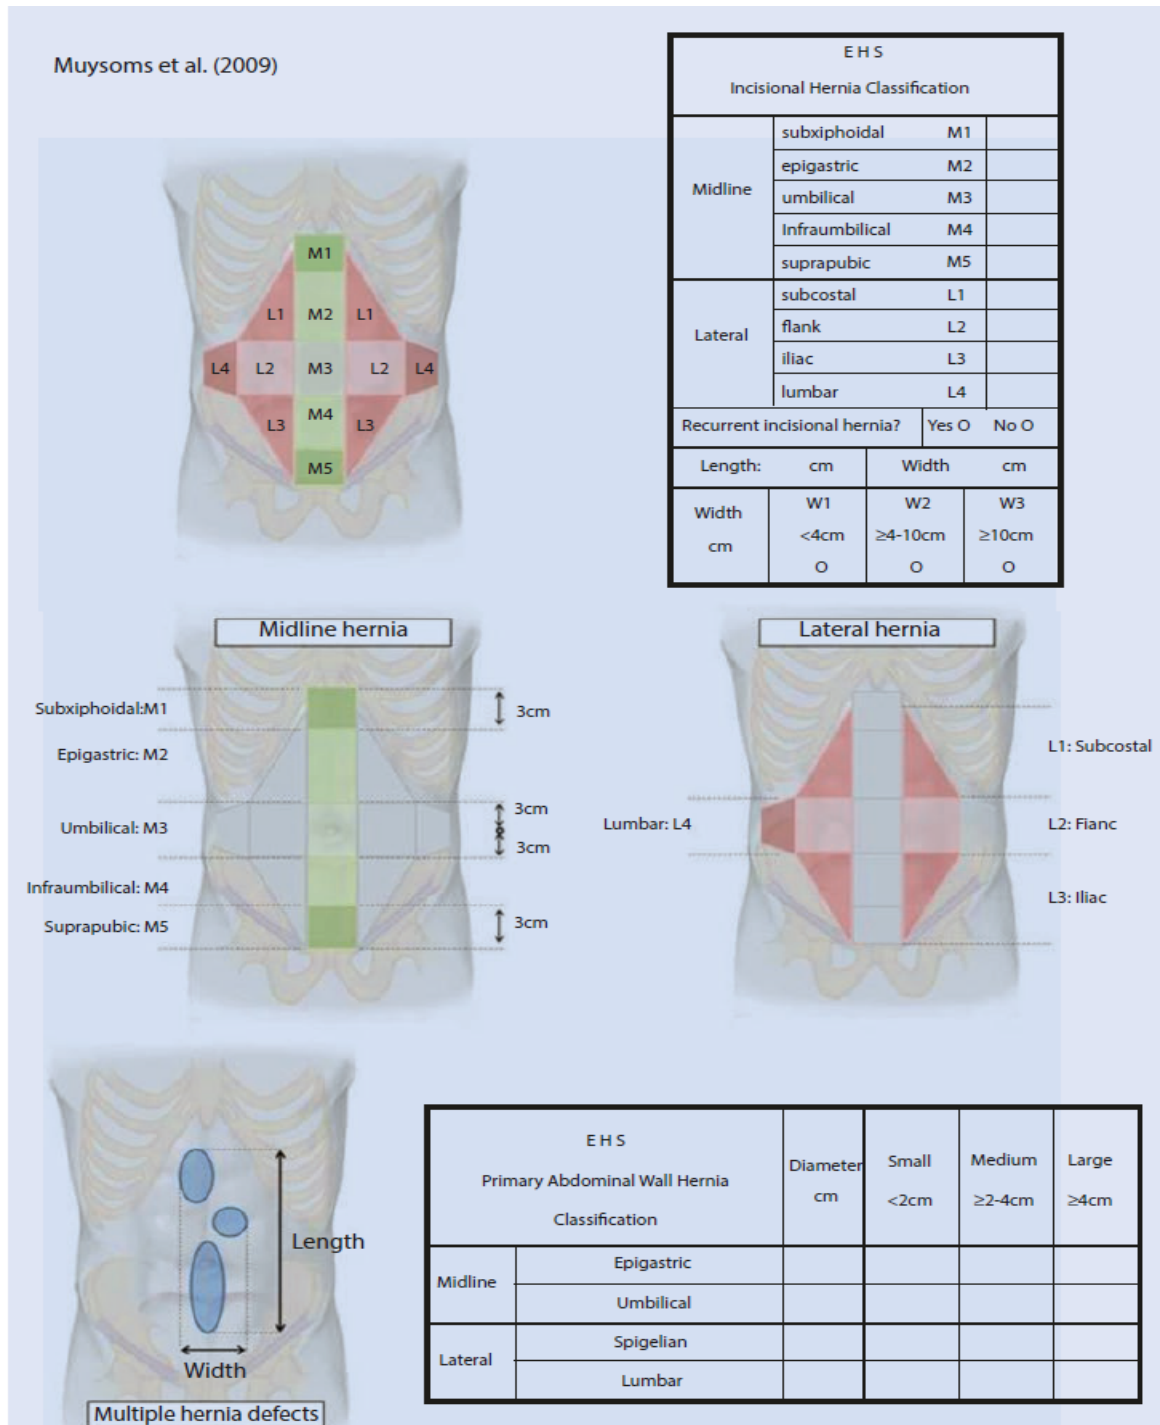 Muysoms et al. (2009)
E H S
Incisional Hernia Classification
Midline
subxiphoidal M1
epigastric M2
umbilical M3
Infraumbilical M4
suprapubic M5
Lateral
subcostal L1
flank L2
iliac L3
lumbar L4
Recurrent incisional hernia? Yes O No O
Length: cm Width cm
Width cm
W1 W2 W3
<4cm ≥4-10cm ≥10cm
O O O
M1
L1 M2 L1
L4 L2 M3 L2 L4
L3 M4 L3
M5
Midline hernia
Subxiphoidal:M1
Epigastric: M2
Umbilical: M3
Infraumbilical: M4
Suprapubic: M5
3cm
3cm
3cm
3cm
Lateral hernia
Lumbar: L4
L1: Subcostal
L2: Fianc
L3: Iliac
Length
Width
Multiple hernia defects
E H S
Primary Abdominal Wall Hernia
Classification
Diameter
cm
Small
<2cm
Medium
≥2-4cm
Large
≥4cm
Midline
Epigastric
Umbilical
Lateral
Spigelian
Lumbar